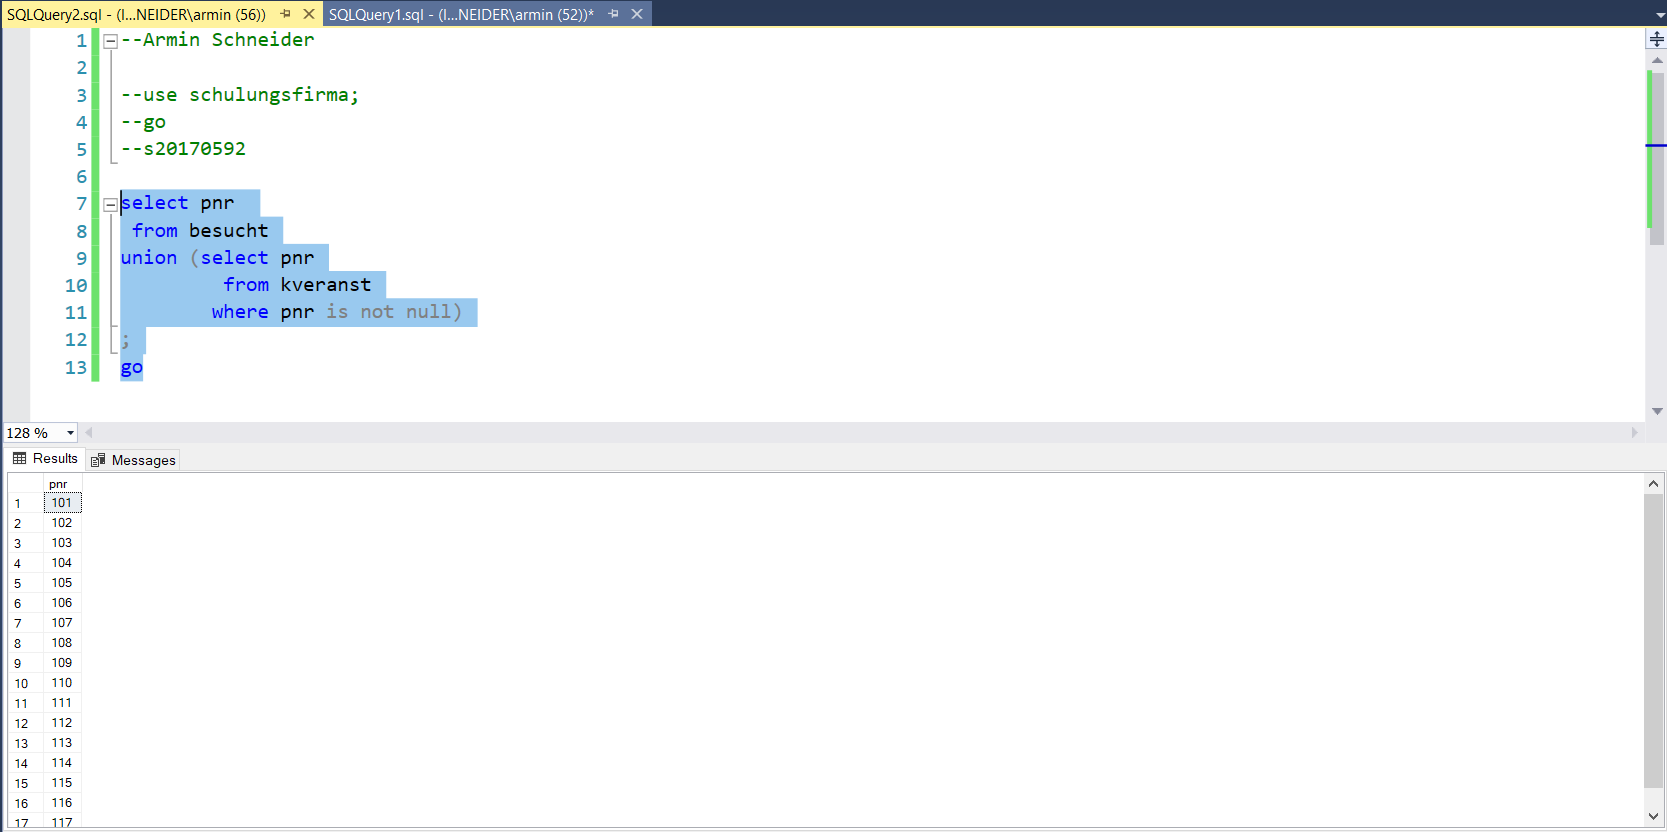 SQLQuery2.sql - (l...NEIDER\armin (56)) SQLQuery1.sql - (l...NEIDER\armin (52))*
1 --Armin Schneider
2
3 --use schulungsfirma;
4 --go
5 --s20170592
6
7 select pnr
8 from besucht
9 union (select pnr
10 from kveranst
11 where pnr is not null)
12 ;
13 go
128 %
Results Messages
pnr
1 101
2 102
3 103
4 104
5 105
6 106
7 107
8 108
9 109
10 110
11 111
12 112
13 113
14 114
15 115
16 116
17 117